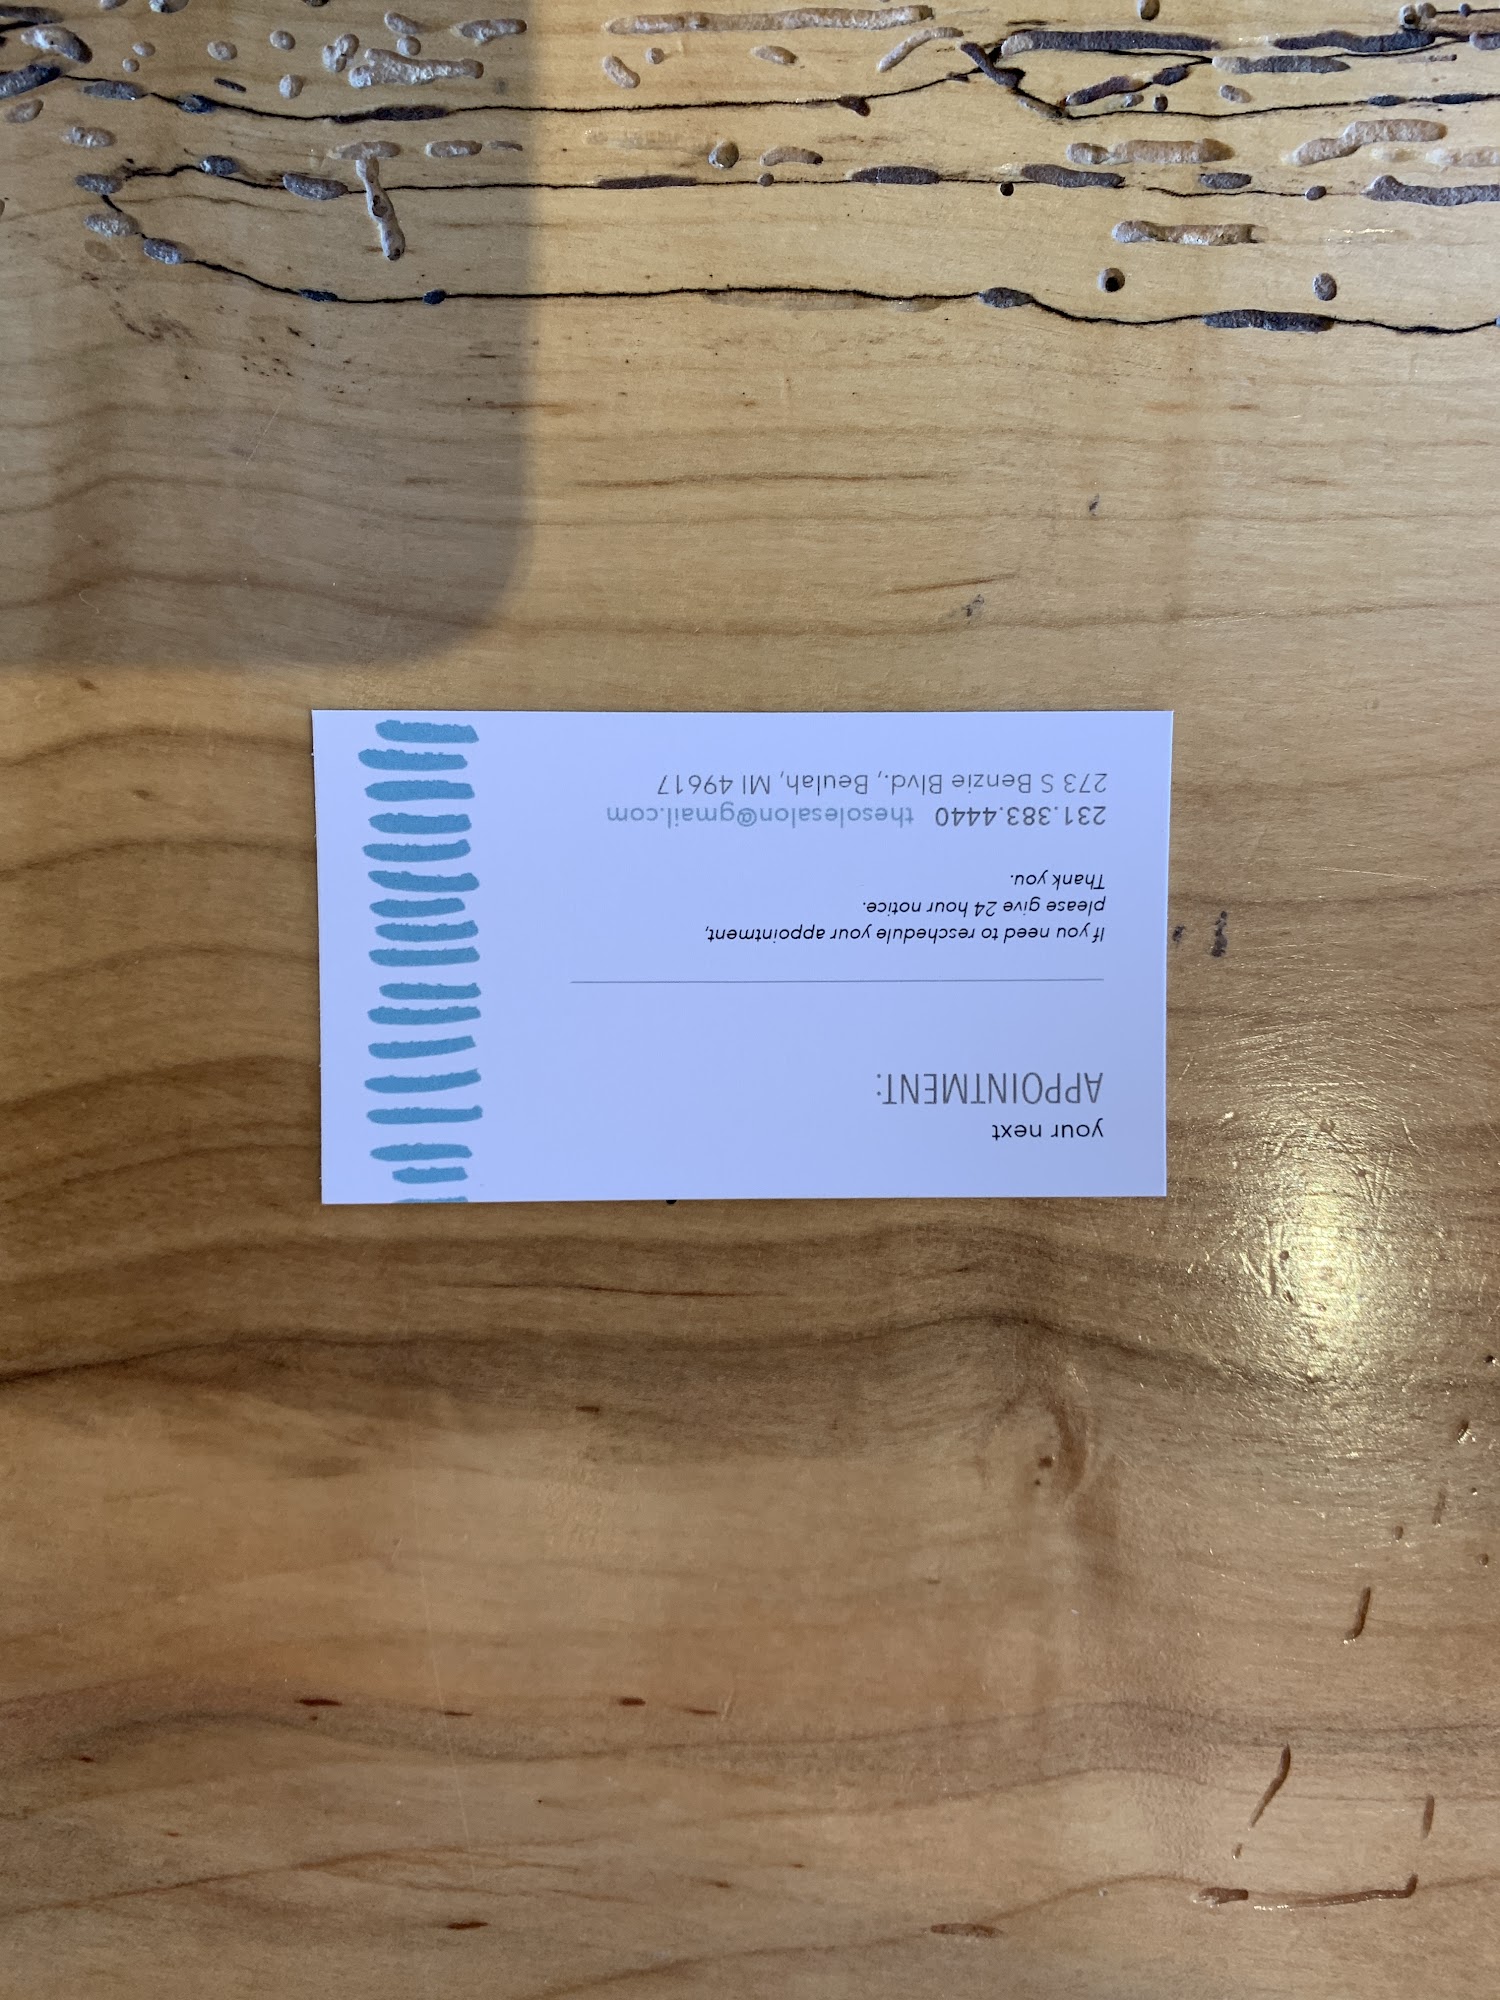 your next
APPOINTMENT:
If you need to reschedule your appointment,
please give 24 hour notice.
Thank you.
231.383.4440 thesolesalon@gmail.com
273 S Benzie Blvd., Beulah, MI 49617